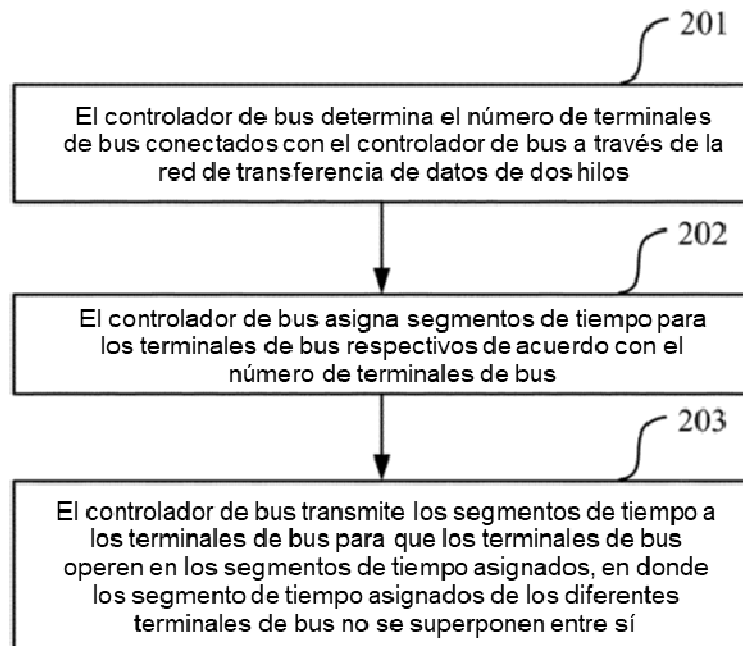 201
El controlador de bus determina el número de terminales
de bus conectados con el controlador de bus a través de la
red de transferencia de datos de dos hilos
202
El controlador de bus asigna segmentos de tiempo para
los terminales de bus respectivos de acuerdo con el
número de terminales de bus
203
El controlador de bus transmite los segmentos de tiempo a
los terminales de bus para que los terminales de bus
operen en los segmentos de tiempo asignados, en donde
los segmento de tiempo asignados de los diferentes
terminales de bus no se superponen entre sí